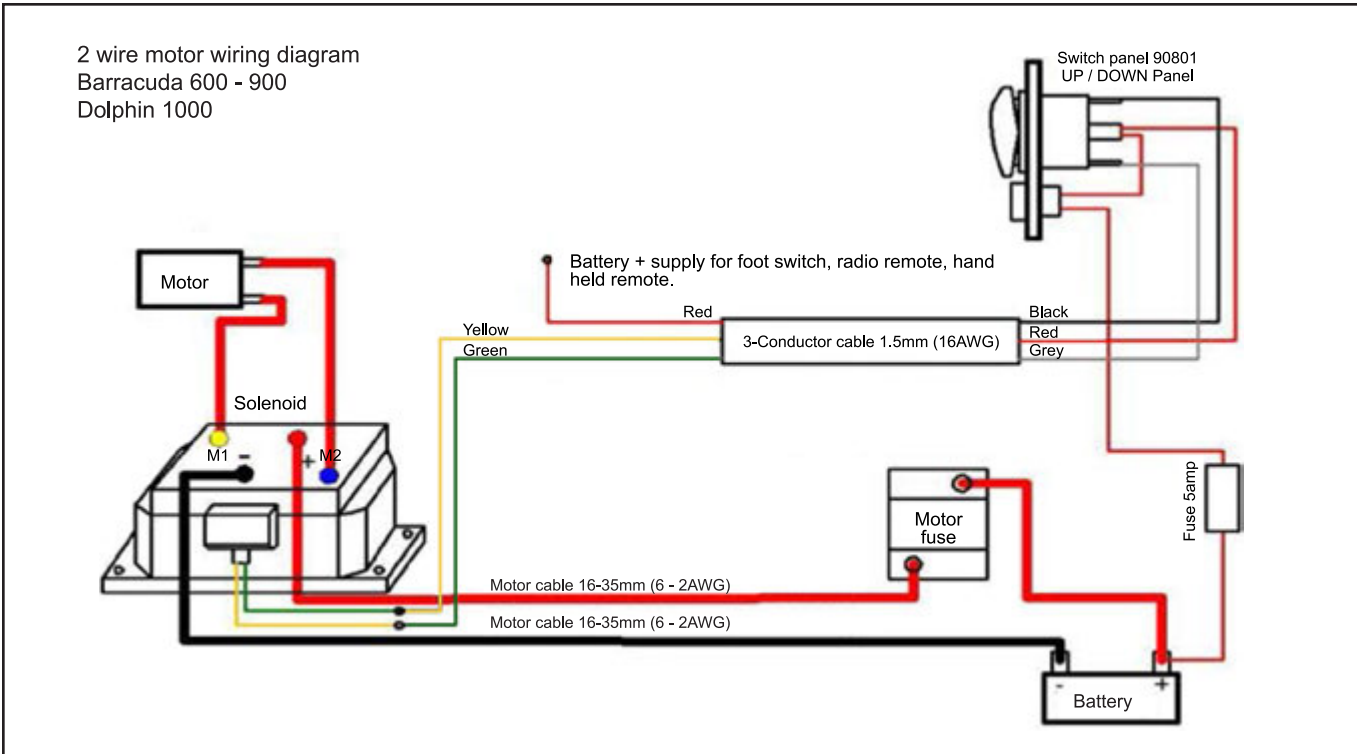 2 wire motor wiring diagram
Barracuda 600 - 900
Dolphin 1000
Switch panel 90801
UP / DOWN Panel
Motor
Battery + supply for foot switch, radio remote, hand
held remote.
Red
Black
Yellow
3-Conductor cable 1.5mm (16AWG)
Red
Green
Grey
Solenoid
M1
-
+
M2
Motor
fuse
Fuse 5amp
Motor cable 16-35mm (6 - 2AWG)
Motor cable 16-35mm (6 - 2AWG)
-
+
Battery